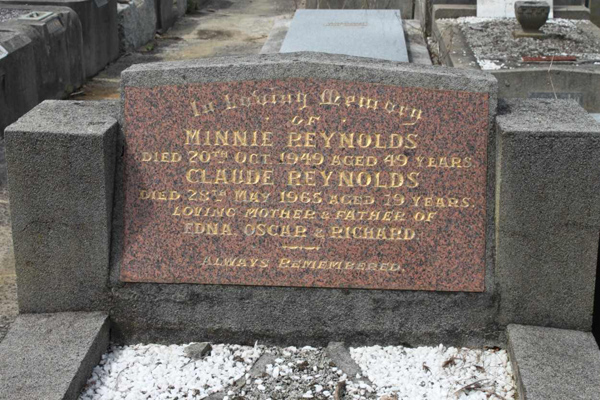 In Loving Memory
OF
MINNIE REYNOLDS
DIED 20TH OCT. 1949 AGED 49 YEARS.
CLAUDE REYNOLDS
DIED 28TH MAY 1965 AGED 79 YEARS.
LOVING MOTHER & FATHER OF
EDNA, OSCAR & RICHARD
ALWAYS REMEMBERED.